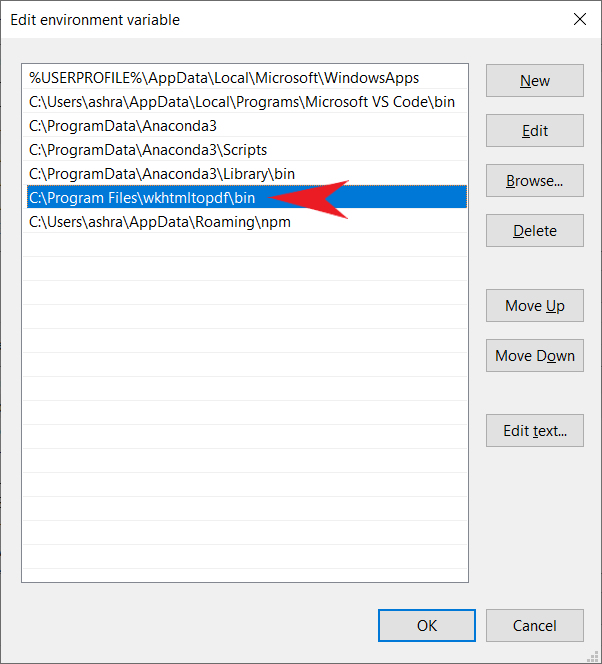 Edit environment variable
%USERPROFILE%\AppData\Local\Microsoft\WindowsApps
C:\Users\ashra\AppData\Local\Programs\Microsoft VS Code\bin
C:\ProgramData\Anaconda3
C:\ProgramData\Anaconda3\Scripts
C:\ProgramData\Anaconda3\Library\bin
C:\Program Files\wkhtmltopdf\bin
C:\Users\ashra\AppData\Roaming\npm
New
Edit
Browse...
Delete
Move Up
Move Down
Edit text...
OK
Cancel